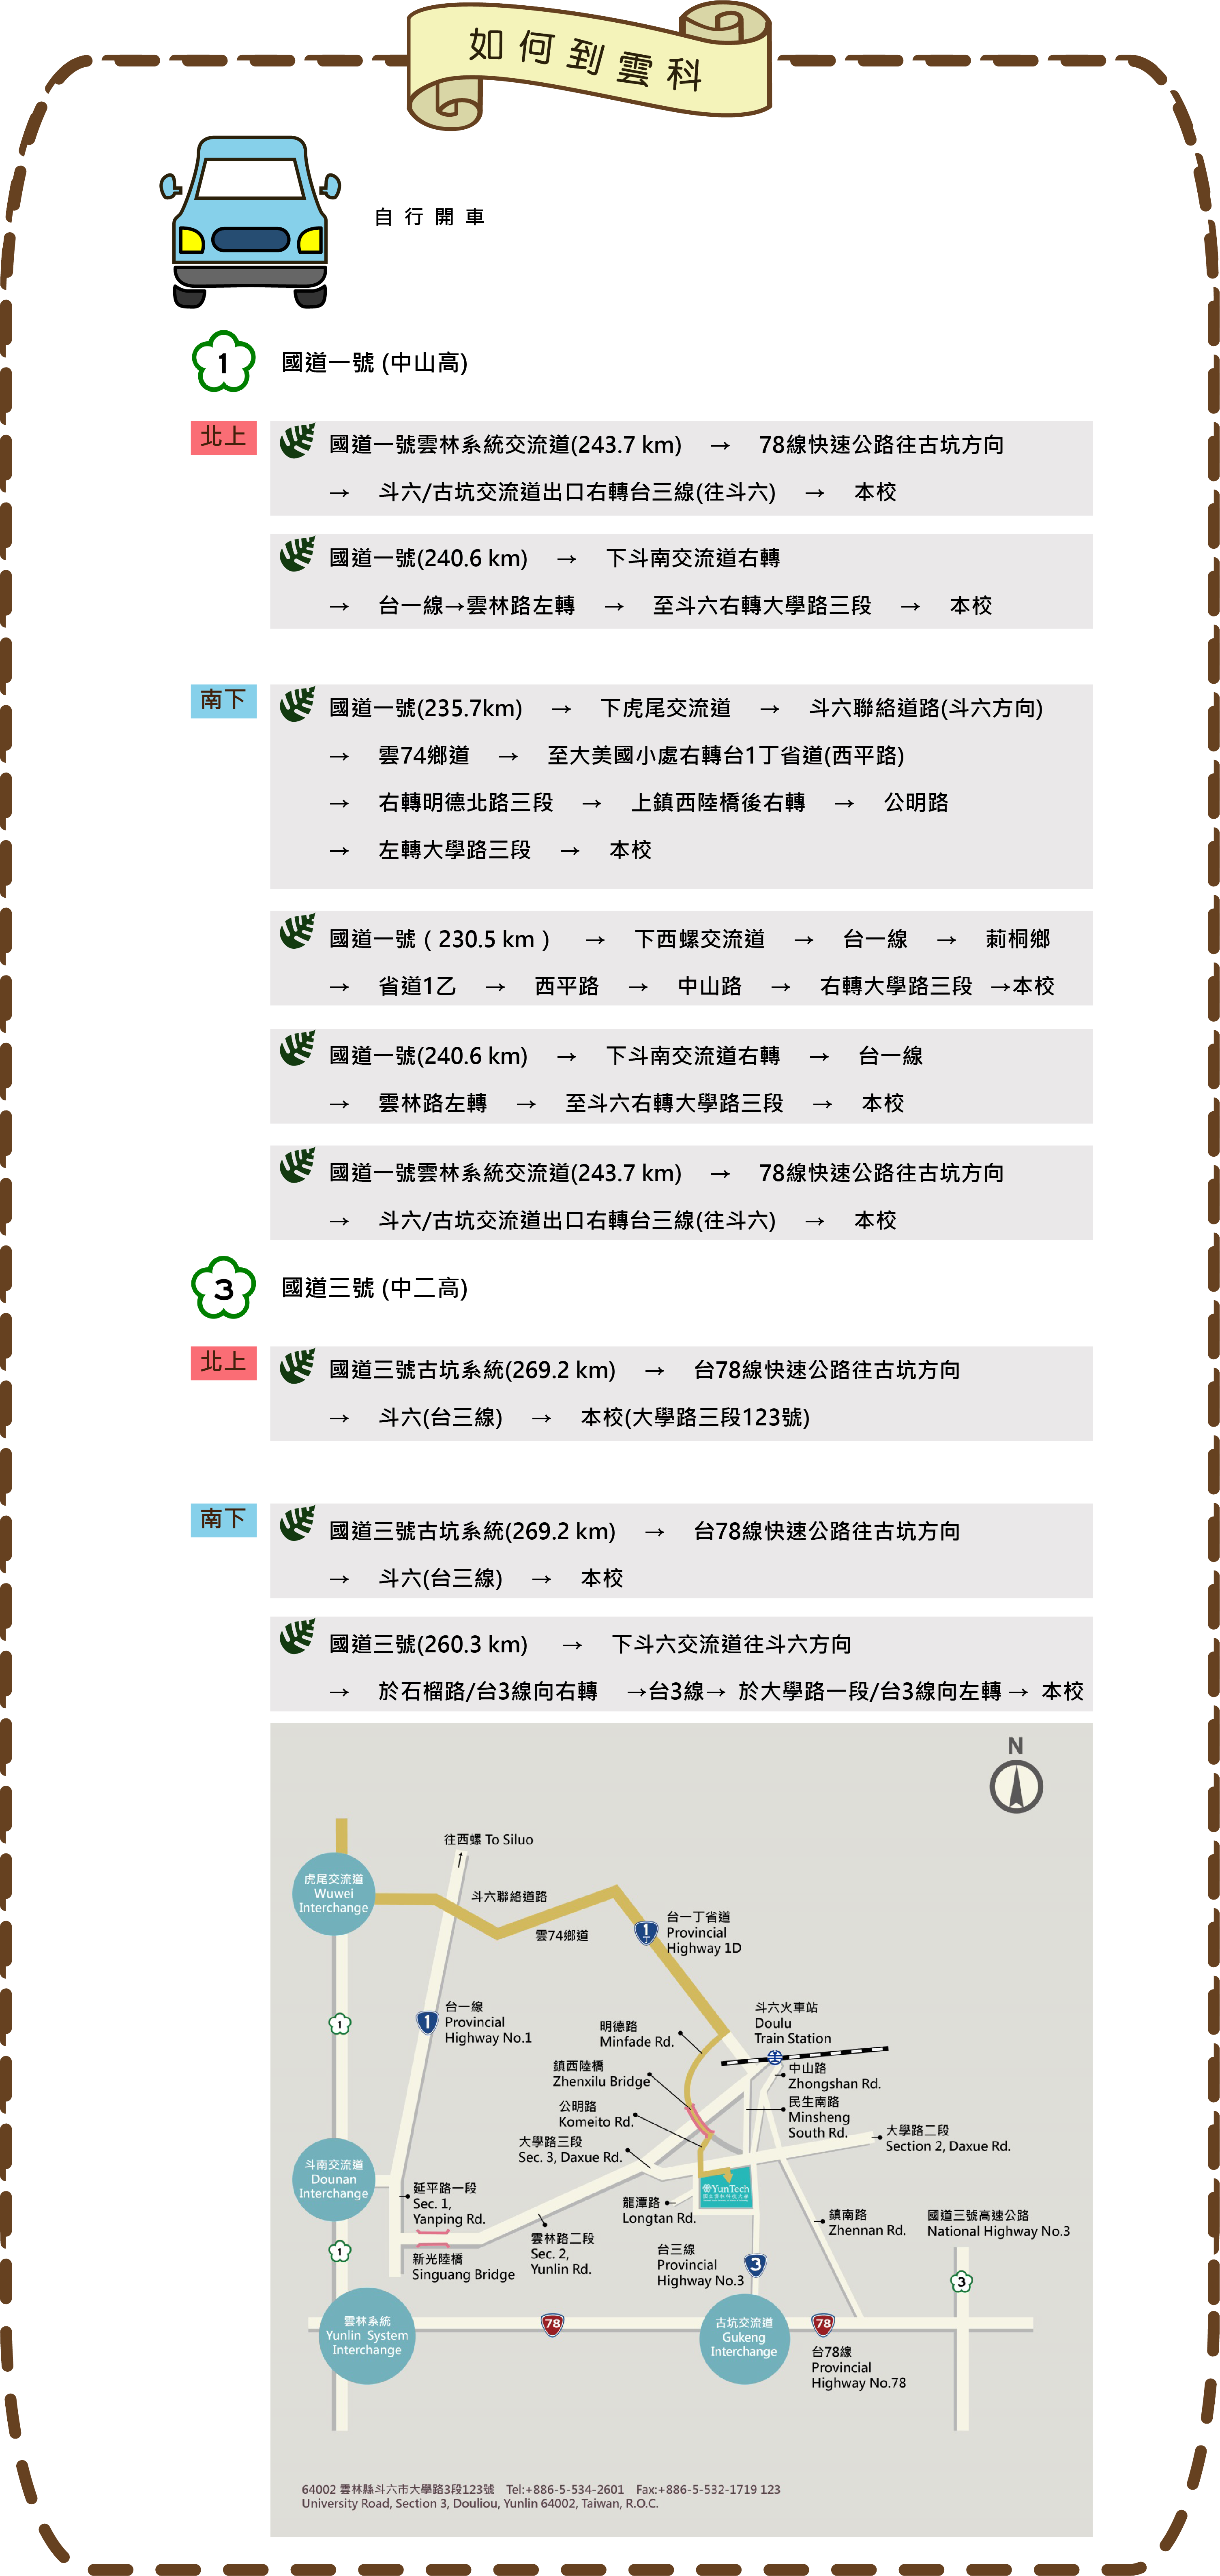 如何到雲科
自行開車
1
國道一號 (中山高)
北上
國道一號雲林系統交流道(243.7 km) → 78線快速公路往古坑方向
→ 斗六/古坑交流道出口右轉台三線(往斗六) → 本校
國道一號(240.6 km) → 下斗南交流道右轉
→ 台一線→雲林路左轉 → 至斗六右轉大學路三段 → 本校
南下
國道一號(235.7km) → 下虎尾交流道 → 斗六聯絡道路(斗六方向)
→ 雲74鄉道 → 至大美國小處右轉台1丁省道(西平路)
→ 右轉明德北路三段 → 上鎮西陸橋後右轉 → 公明路
→ 左轉大學路三段 → 本校
國道一號 ( 230.5 km ) → 下西螺交流道 → 台一線 → 莿桐鄉
→ 省道1乙 → 西平路 → 中山路 → 右轉大學路三段 →本校
國道一號(240.6 km) → 下斗南交流道右轉 → 台一線
→ 雲林路左轉 → 至斗六右轉大學路三段 → 本校
國道一號雲林系統交流道(243.7 km) → 78線快速公路往古坑方向
→ 斗六/古坑交流道出口右轉台三線(往斗六) → 本校
3
國道三號 (中二高)
北上
國道三號古坑系統(269.2 km) → 台78線快速公路往古坑方向
→ 斗六(台三線) → 本校(大學路三段123號)
南下
國道三號古坑系統(269.2 km) → 台78線快速公路往古坑方向
→ 斗六(台三線) → 本校
國道三號(260.3 km) → 下斗六交流道往斗六方向
→ 於石榴路/台3線向右轉 →台3線→ 於大學路一段/台3線向左轉 → 本校
N
往西螺 To Siluo
虎尾交流道
Wuwei
Interchange
斗六聯絡道路
雲74鄉道
1
丁
台一丁省道
Provincial
Highway 1D
1
1
台一線
Provincial
Highway No.1
斗六火車站
Doulu
Train Station
明德路
Minfade Rd.
鎮西陸橋
Zhenxilu Bridge
中山路
Zhongshan Rd.
公明路
Komeito Rd.
民生南路
Minsheng
South Rd.
大學路三段
Sec. 3, Daxue Rd.
大學路二段
Section 2, Daxue Rd.
斗南交流道
Dounan
Interchange
延平路一段
Sec. 1,
Yanping Rd.
YunTech
國立雲林科技大學
龍潭路
Longtan Rd.
鎮南路
Zhennan Rd.
國道三號高速公路
National Highway No.3
1
新光陸橋
Singuang Bridge
雲林路二段
Sec. 2,
Yunlin Rd.
台三線
Provincial
Highway No.3
3
3
雲林系統
Yunlin System
Interchange
78
古坑交流道
Gukeng
Interchange
78
台78線
Provincial
Highway No.78
64002 雲林縣斗六市大學路3段123號 Tel:+886-5-534-2601 Fax:+886-5-532-1719 123
University Road, Section 3, Douliou, Yunlin 64002, Taiwan, R.O.C.